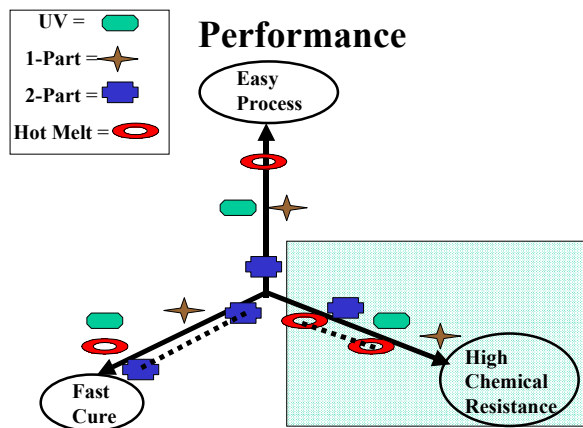 Performance
UV =
1-Part =
2-Part =
Hot Melt =
Easy
Process
Fast
Cure
High
Chemical
Resistance